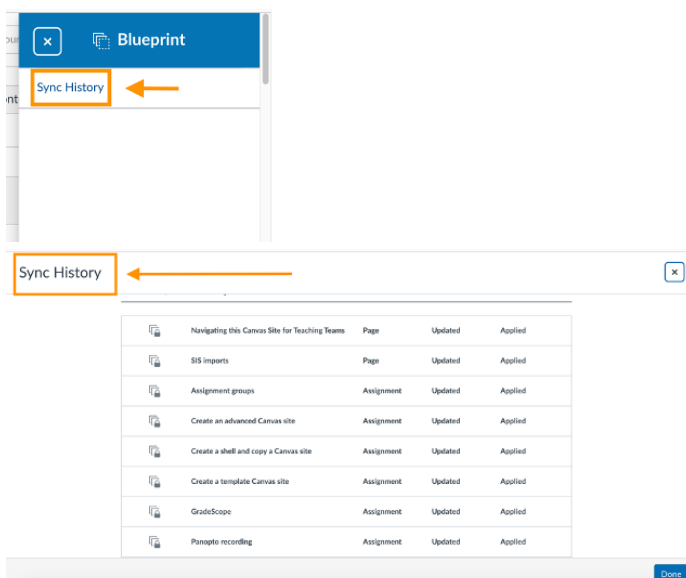 Blueprint
Sync History
Sync History
Navigating this Canvas Site for Teaching Teams Page Updated Applied
SIS imports Page Updated Applied
Assignment groups Assignment Updated Applied
Create an advanced Canvas site Assignment Updated Applied
Create a shell and copy a Canvas site Assignment Updated Applied
Create a template Canvas site Assignment Updated Applied
GradeScope Assignment Updated Applied
Panopto recording Assignment Updated Applied
Done